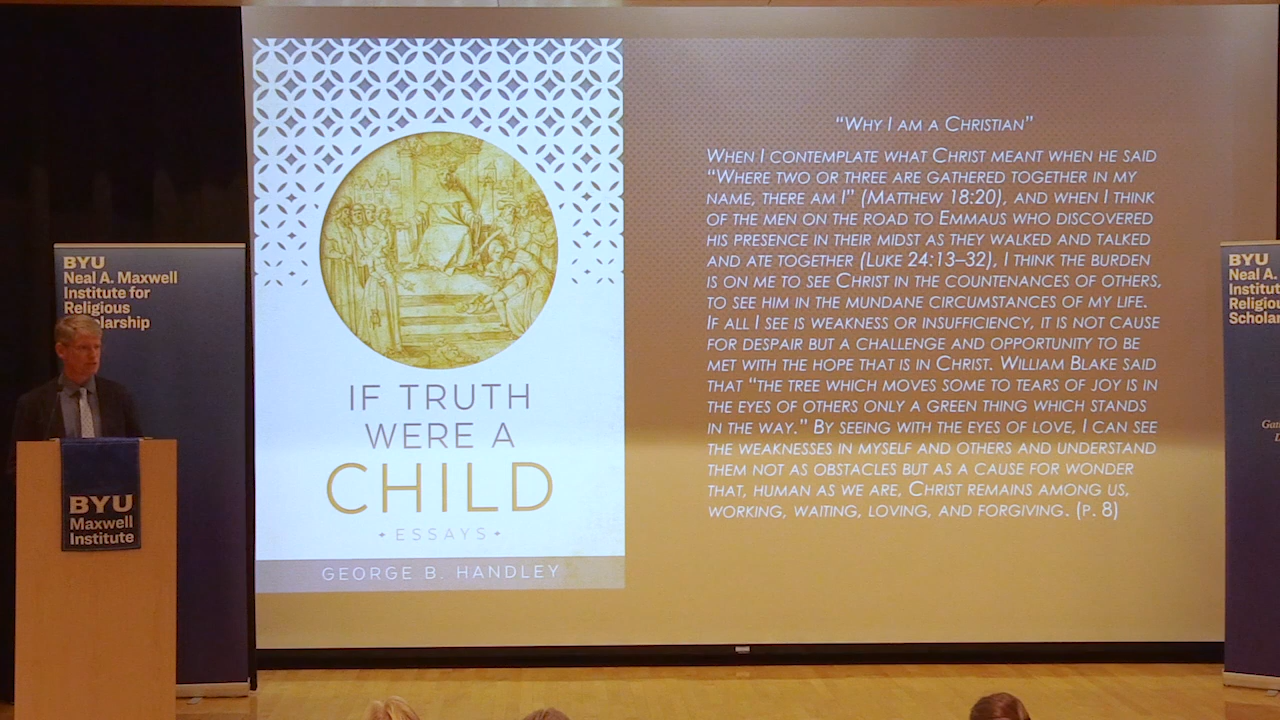 BYU
Neal A. Maxwell
Institute for
Religious
BYU
Maxwell
Institute
IF TRUTH
WERE A
CHILD
• ESSAYS •
GEORGE B. HANDLEY
“WHY I AM A CHRISTIAN”
WHEN I CONTEMPLATE WHAT CHRIST MEANT WHEN HE SAID
“WHERE TWO OR THREE ARE GATHERED TOGETHER IN MY
NAME, THERE AM I” (MATTHEW 18:20), AND WHEN I THINK
OF THE MEN ON THE ROAD TO EMMAUS WHO DISCOVERED
HIS PRESENCE IN THEIR MIDST AS THEY WALKED AND TALKED
AND ATE TOGETHER (LUKE 24:13–32), I THINK THE BURDEN
IS ON ME TO SEE CHRIST IN THE COUNTENANCES OF OTHERS,
TO SEE HIM IN THE MUNDANE CIRCUMSTANCES OF MY LIFE.
IF ALL I SEE IS WEAKNESS OR INSUFFICIENCY, IT IS NOT CAUSE
FOR DESPAIR BUT A CHALLENGE AND OPPORTUNITY TO BE
MET WITH THE HOPE THAT IS IN CHRIST. WILLIAM BLAKE SAID
THAT “THE TREE WHICH MOVES SOME TO TEARS OF JOY IS IN
THE EYES OF OTHERS ONLY A GREEN THING WHICH STANDS
IN THE WAY.” BY SEEING WITH THE EYES OF LOVE, I CAN SEE
THE WEAKNESSES IN MYSELF AND OTHERS AND UNDERSTAND
THEM NOT AS OBSTACLES BUT AS A CAUSE FOR WONDER
THAT, HUMAN AS WE ARE, CHRIST REMAINS AMONG US,
WORKING, WAITING, LOVING, AND FORGIVING. (P. 8)
BYU
Neal A.